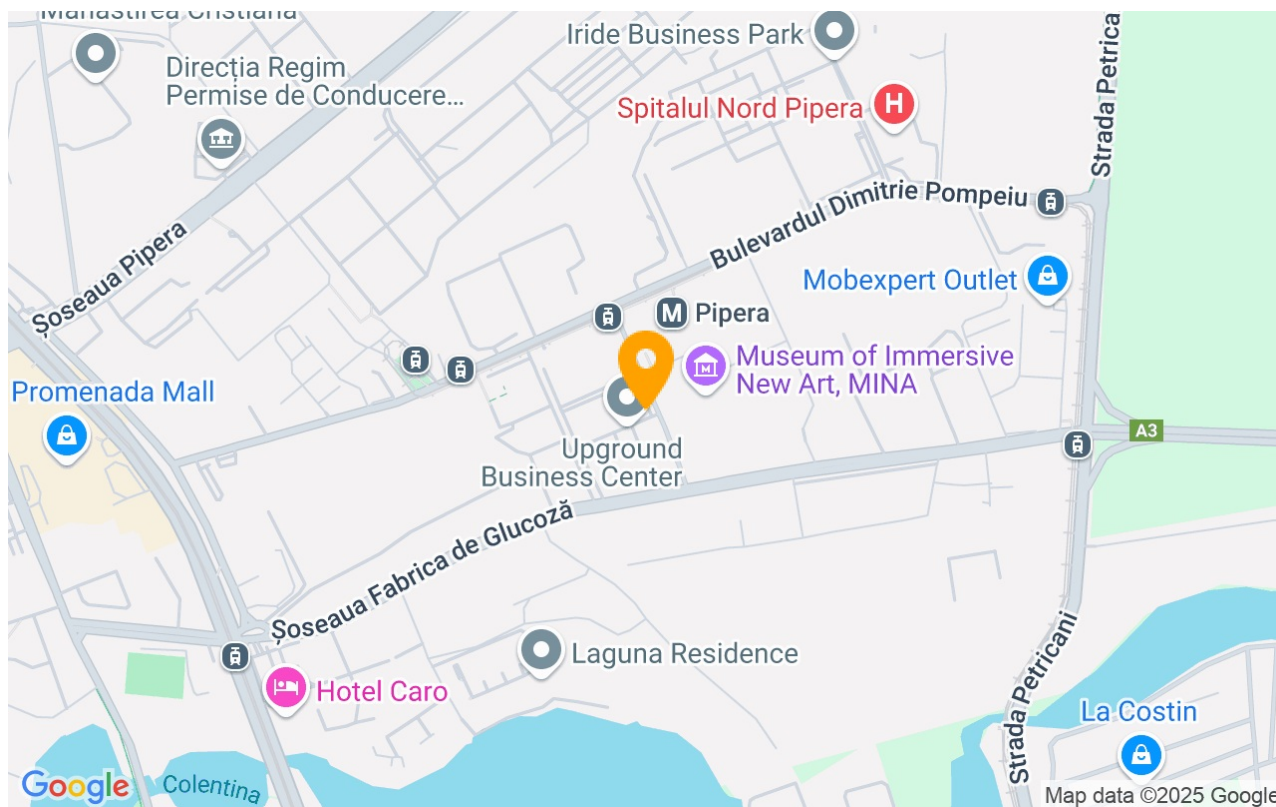 Mănăstirea Cristiana
Iride Business Park
Direcția Regim
Permise de Conducere...
Spitalul Nord Pipera
H
Strada Petricani
Bulevardul Dimitrie Pompeiu
Șoseaua Pipera
Mobexpert Outlet
M Pipera
Museum of Immersive
New Art, MINA
M
Promenada Mall
A3
Upground
Business Center
Șoseaua Fabrica de Glucoză
Laguna Residence
Hotel Caro
Strada Petricani
La Costin
Google
Colentina
Map data ©2025 Google